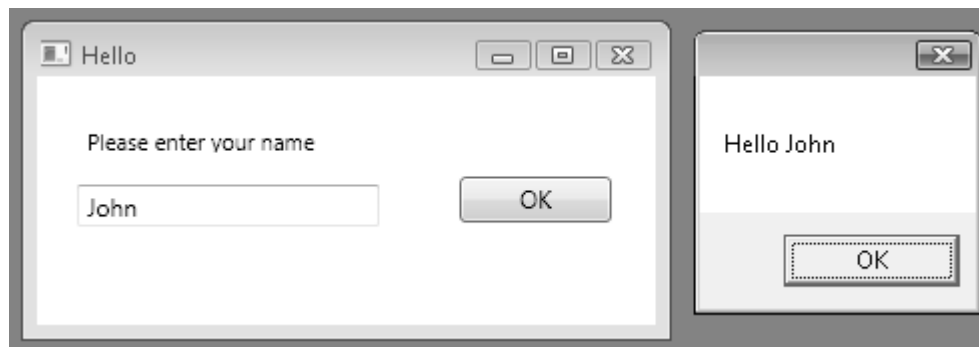 Hello
Please enter your name
John
OK
Hello John
OK